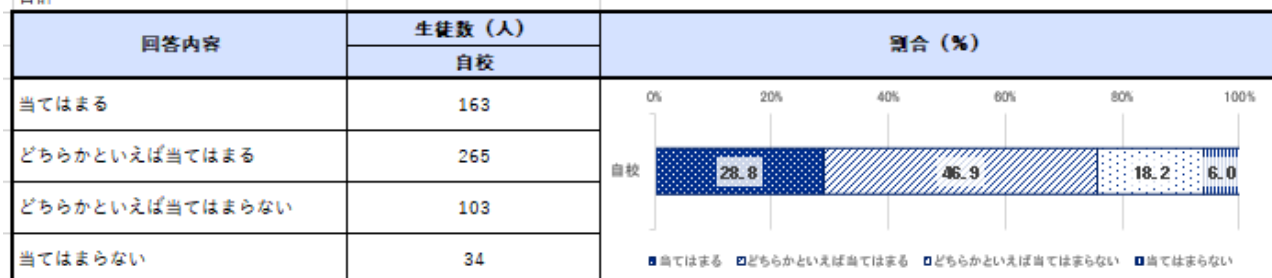 回答内容
生徒数（人）
自校
割合（%）
当てはまる
163
どちらかといえば当てはまる
265
どちらかといえば当てはまらない
103
当てはまらない
34
0% 20% 40% 60% 80% 100%
自校 28.8 46.9 18.2 6.0
当てはまる どちらかといえば当てはまる どちらかといえば当てはまらない 当てはまらない